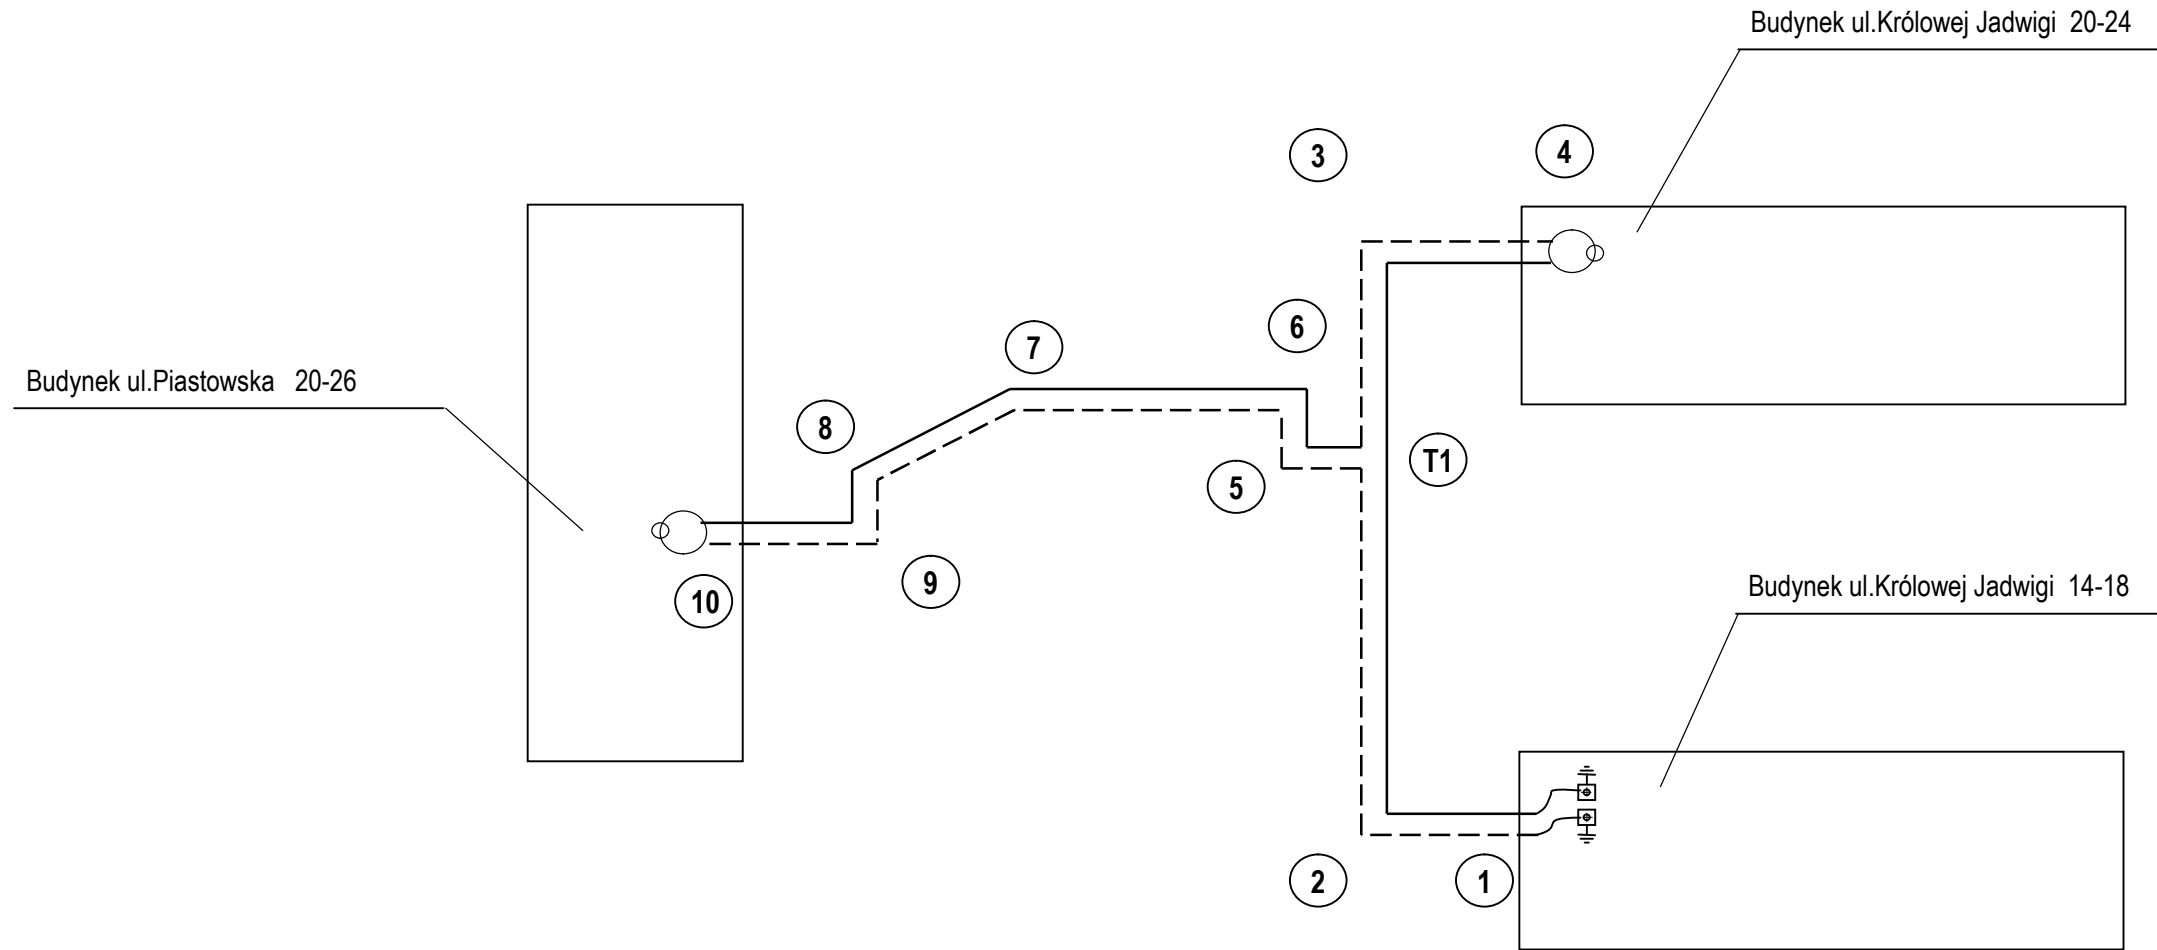 Budynek ul.Królowej Jadwigi 20-24
3
4
6
7
Budynek ul.Piastowska 20-26
8
T1
5
9
10
Budynek ul.Królowej Jadwigi 14-18
2
1